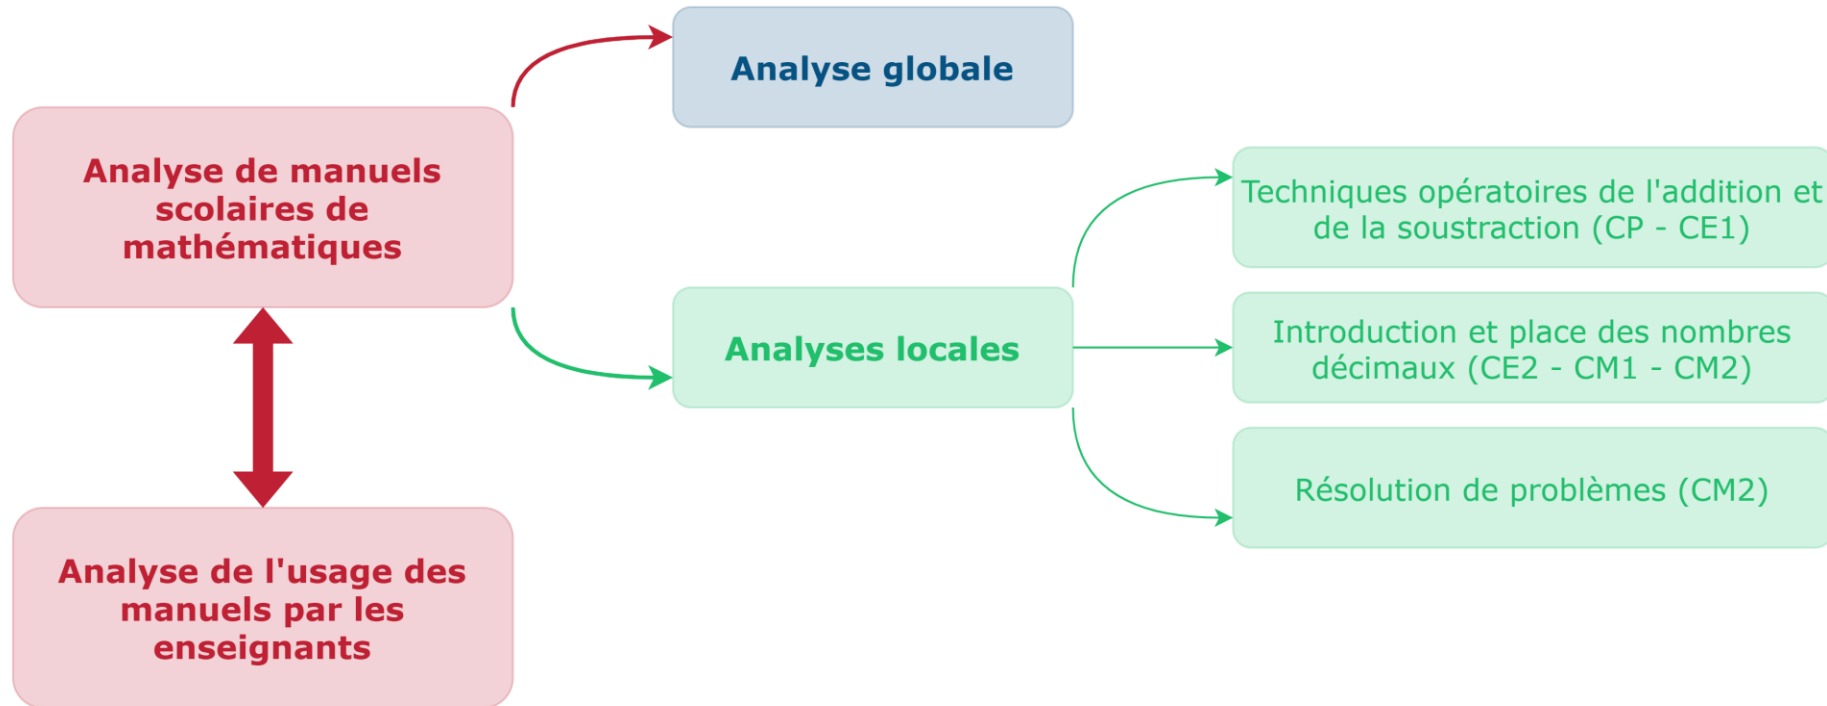 Analyse globale
Analyse de manuels
scolaires de
mathématiques
Techniques opératoires de l'addition et
de la soustraction (CP - CE1)
Analyses locales
Introduction et place des nombres
décimaux (CE2 - CM1 - CM2)
Résolution de problèmes (CM2)
Analyse de l'usage des
manuels par les
enseignants